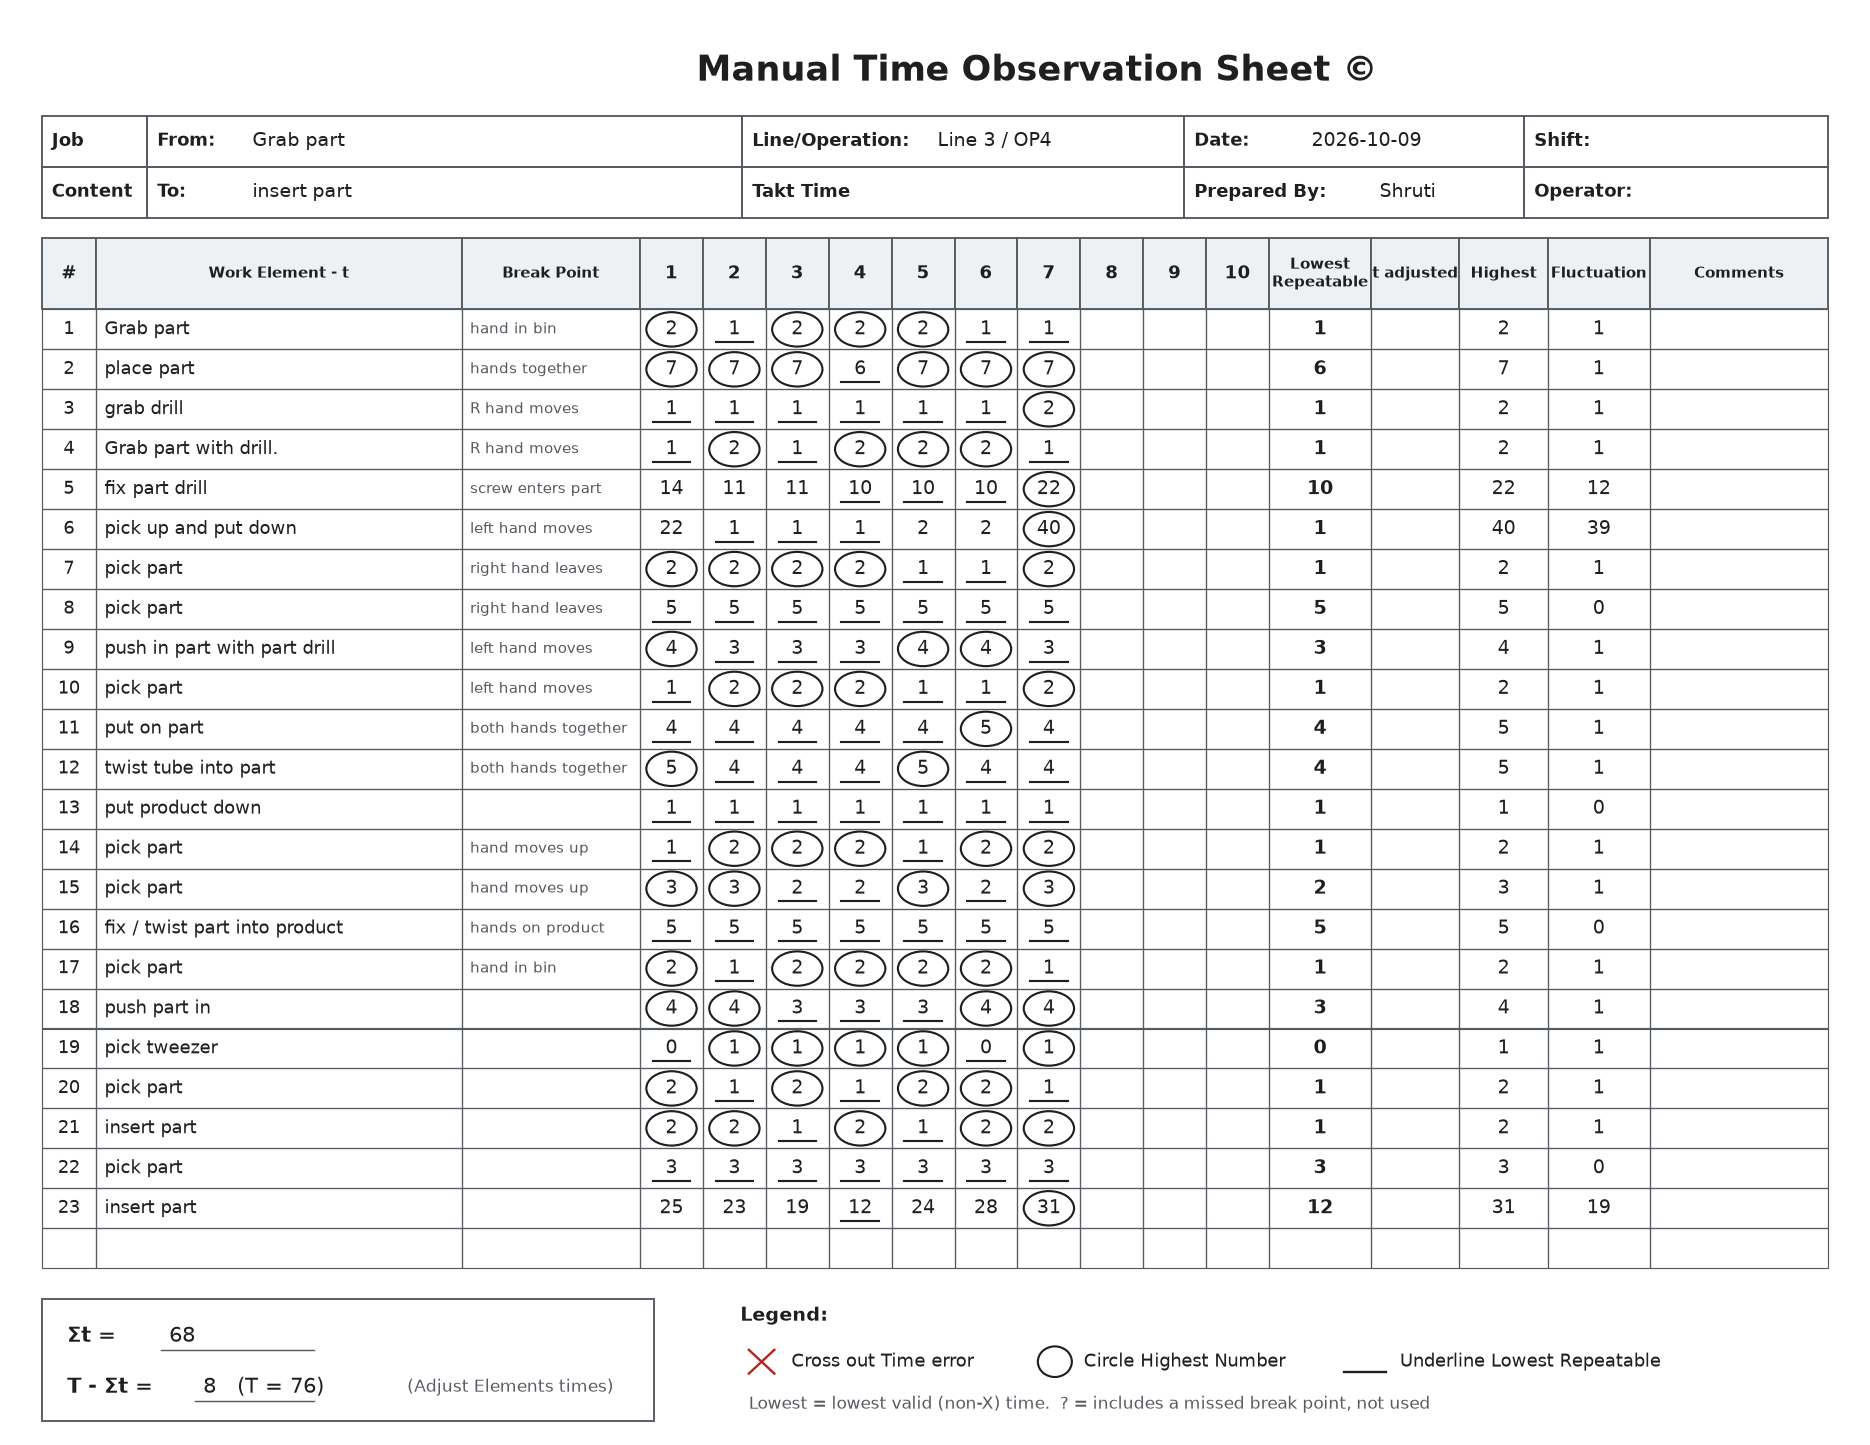 Manual Time Observation Sheet ©
Job From: Grab part Line/Operation: Line 3 / OP4 Date: 2026-10-09 Shift:
Content To: insert part Takt Time Prepared By: Shruti Operator:
# Work Element - t Break Point 1 2 3 4 5 6 7 8 9 10 Lowest Repeatable t adjusted Highest Fluctuation Comments
1 Grab part hand in bin 2 1 2 2 2 1 1 1 2 1
2 place part hands together 7 7 7 6 7 7 7 6 7 1
3 grab drill R hand moves 1 1 1 1 1 1 2 1 2 1
4 Grab part with drill. R hand moves 1 2 1 2 2 2 1 1 2 1
5 fix part drill screw enters part 14 11 11 10 10 10 22 10 22 12
6 pick up and put down left hand moves 22 1 1 1 2 2 40 1 40 39
7 pick part right hand leaves 2 2 2 2 1 1 2 1 2 1
8 pick part right hand leaves 5 5 5 5 5 5 5 5 5 0
9 push in part with part drill left hand moves 4 3 3 3 4 4 3 3 4 1
10 pick part left hand moves 1 2 2 2 1 1 2 1 2 1
11 put on part both hands together 4 4 4 4 4 5 4 4 5 1
12 twist tube into part both hands together 5 4 4 4 5 4 4 4 5 1
13 put product down 1 1 1 1 1 1 1 1 1 0
14 pick part hand moves up 1 2 2 2 1 2 2 1 2 1
15 pick part hand moves up 3 3 2 2 3 2 3 2 3 1
16 fix / twist part into product hands on product 5 5 5 5 5 5 5 5 5 0
17 pick part hand in bin 2 1 2 2 2 2 1 1 2 1
18 push part in 4 4 3 3 3 4 4 3 4 1
19 pick tweezer 0 1 1 1 1 0 1 0 1 1
20 pick part 2 1 2 1 2 2 1 1 2 1
21 insert part 2 2 1 2 1 2 2 1 2 1
22 pick part 3 3 3 3 3 3 3 3 3 0
23 insert part 25 23 19 12 24 28 31 12 31 19
Σt = 68
T - Σt = 8 (T = 76) (Adjust Elements times)
Legend:
Cross out Time error Circle Highest Number Underline Lowest Repeatable
Lowest = lowest valid (non-X) time. ? = includes a missed break point, not used